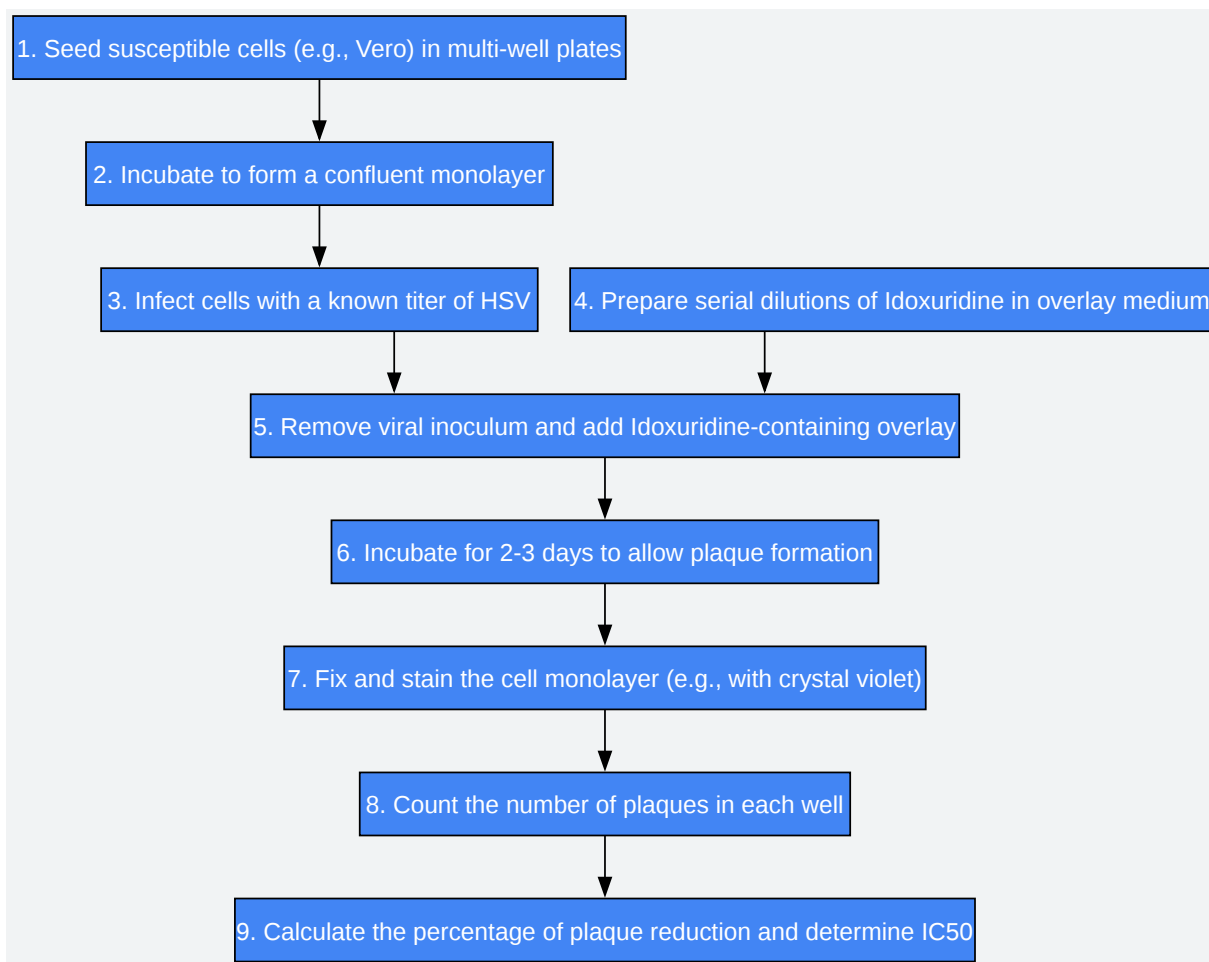 1. Seed susceptible cells (e.g., Vero) in multi-well plates
2. Incubate to form a confluent monolayer
3. Infect cells with a known titer of HSV
4. Prepare serial dilutions of Idoxuridine in overlay medium
5. Remove viral inoculum and add Idoxuridine-containing overlay
6. Incubate for 2-3 days to allow plaque formation
7. Fix and stain the cell monolayer (e.g., with crystal violet)
8. Count the number of plaques in each well
9. Calculate the percentage of plaque reduction and determine IC50